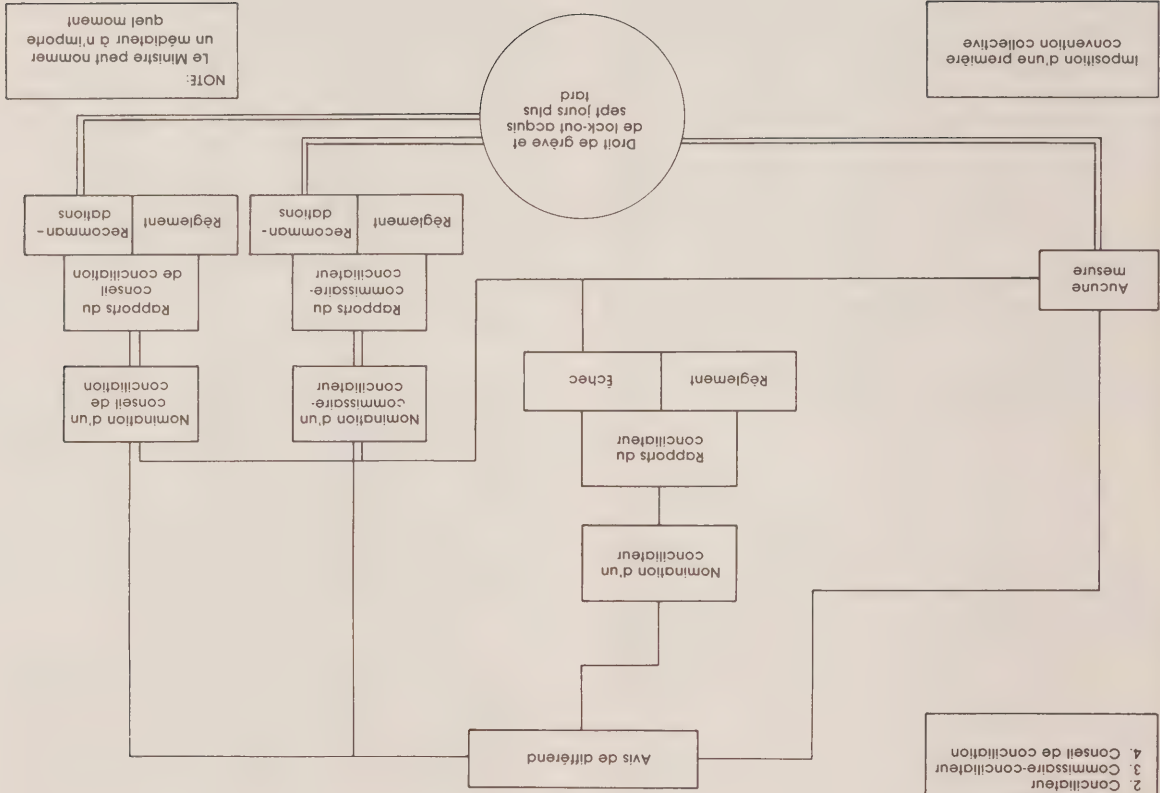 2. Conciliateur
3. Commissaire-conciliateur
4. Conseil de conciliation
Avis de différend
Nomination d'un
conciliateur
Rapports du
conciliateur
Règlement
Échec
Aucune
mesure
Nomination d'un
commissaire-
conciliateur
Rapports du
commissaire-
conciliateur
Règlement
Recomman-
dations
Nomination d'un
conseil de
conciliation
Rapports du
conseil
de conciliation
Règlement
Recomman-
dations
Droit de grève et
de lock-out acquis
sept jours plus
tard
Imposition d'une première
convention collective
NOTE:
Le Ministre peut nommer
un médiateur à n'importe
quel moment